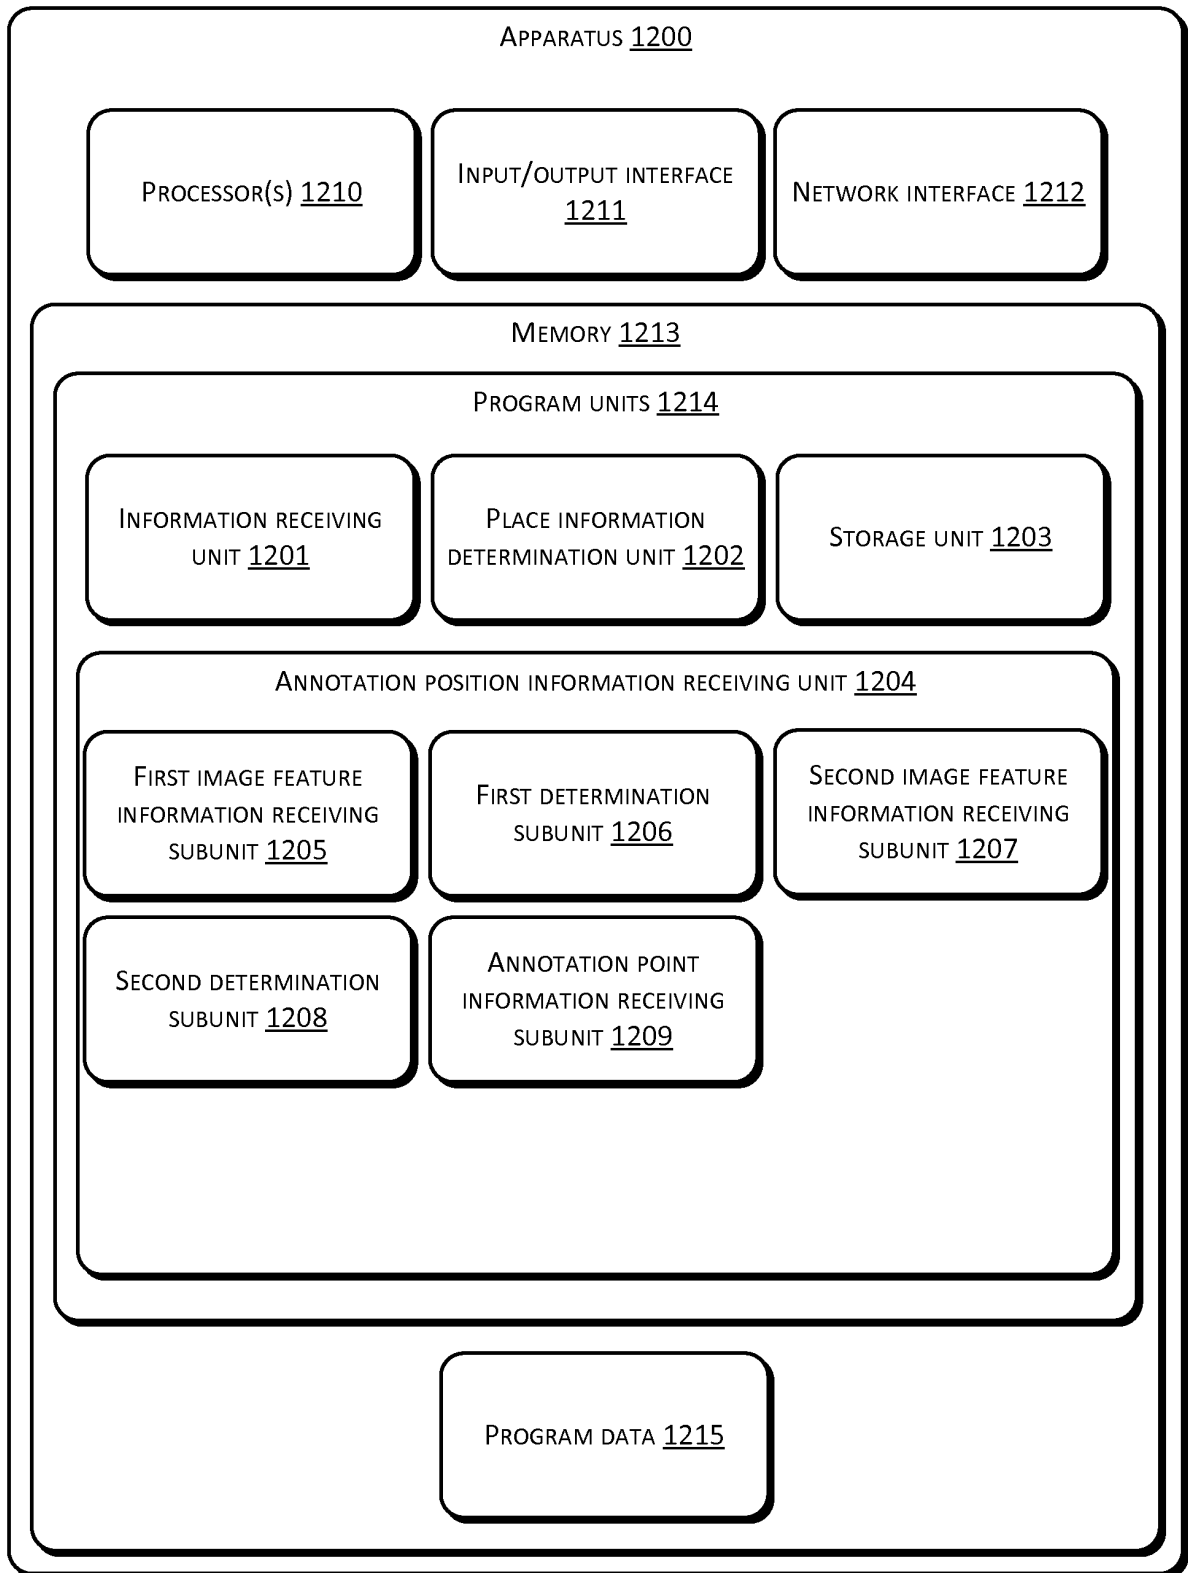 APPARATUS 1200
PROCESSOR(S) 1210
INPUT/OUTPUT INTERFACE
1211
NETWORK INTERFACE 1212
MEMORY 1213
PROGRAM UNITS 1214
INFORMATION RECEIVING
UNIT 1201
PLACE INFORMATION
DETERMINATION UNIT 1202
STORAGE UNIT 1203
ANNOTATION POSITION INFORMATION RECEIVING UNIT 1204
FIRST IMAGE FEATURE
INFORMATION RECEIVING
SUBUNIT 1205
FIRST DETERMINATION
SUBUNIT 1206
SECOND IMAGE FEATURE
INFORMATION RECEIVING
SUBUNIT 1207
SECOND DETERMINATION
SUBUNIT 1208
ANNOTATION POINT
INFORMATION RECEIVING
SUBUNIT 1209
PROGRAM DATA 1215